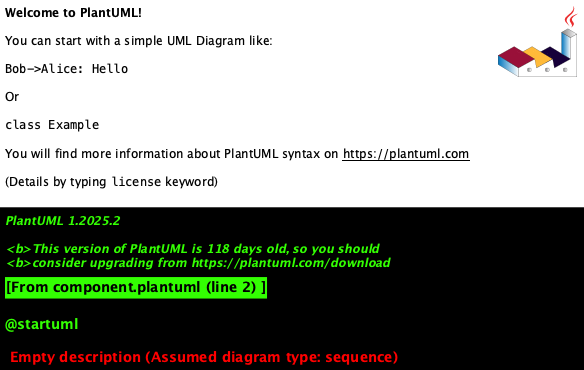 Welcome to PlantUML!
You can start with a simple UML Diagram like:
Bob->Alice: Hello
Or
class Example
You will find more information about PlantUML syntax on https://plantuml.com
(Details by typing license keyword)
PlantUML 1.2025.2
<b>This version of PlantUML is 118 days old, so you should
<b>consider upgrading from https://plantuml.com/download
[From component.plantuml (line 2) ]
@startuml
Empty description (Assumed diagram type: sequence)